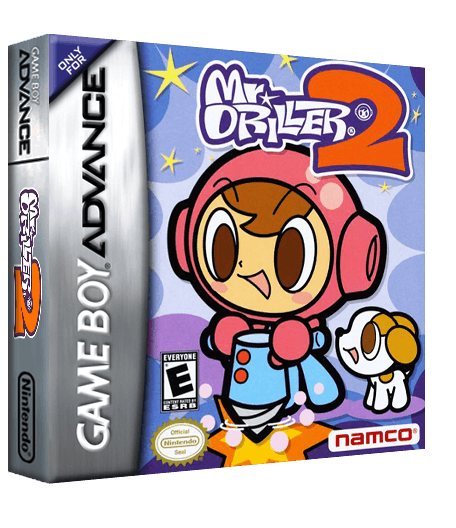 GAME BOY
ADVANCE
Mr.
DRILLER®
2
Nintendo®
GAME BOY ADVANCE
ONLY
FOR
Mr.
DRILLER®
2
EVERYONE
E
CONTENT RATED BY
ESRB
Official
Nintendo
Seal
namco®